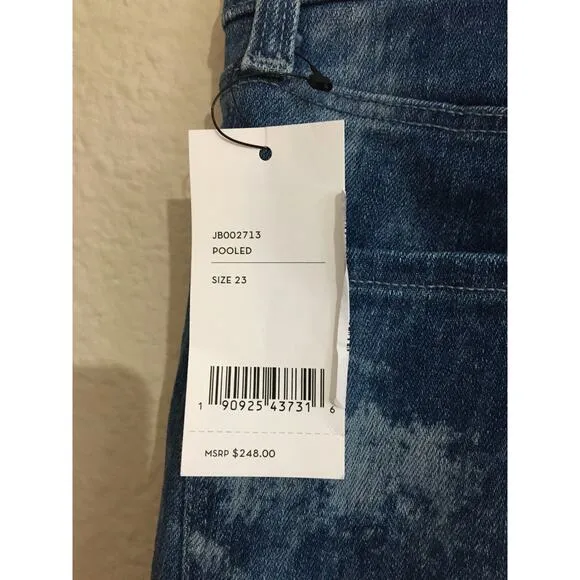 JB002713
POOLED
SIZE 23
1 90925 43731 6
MSRP $248.00